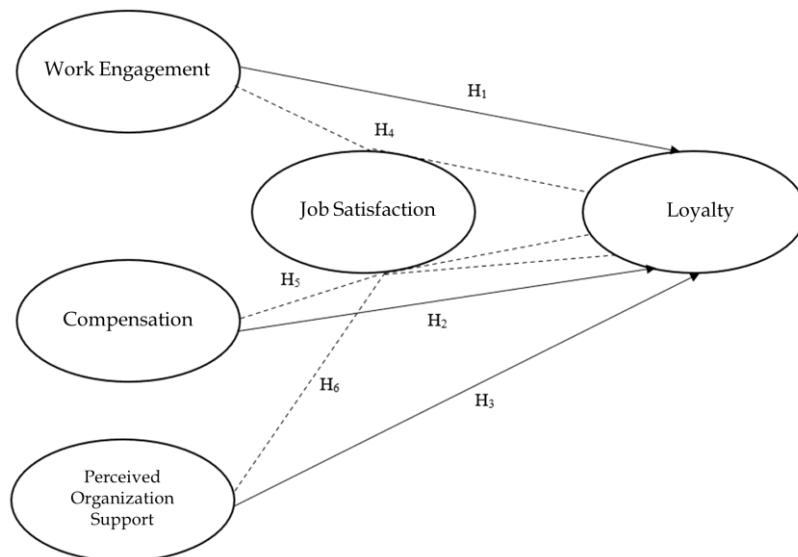 Work Engagement
H₁
H₄
Job Satisfaction
Loyalty
H₅
Compensation
H₂
H₆
H₃
Perceived
Organization
Support